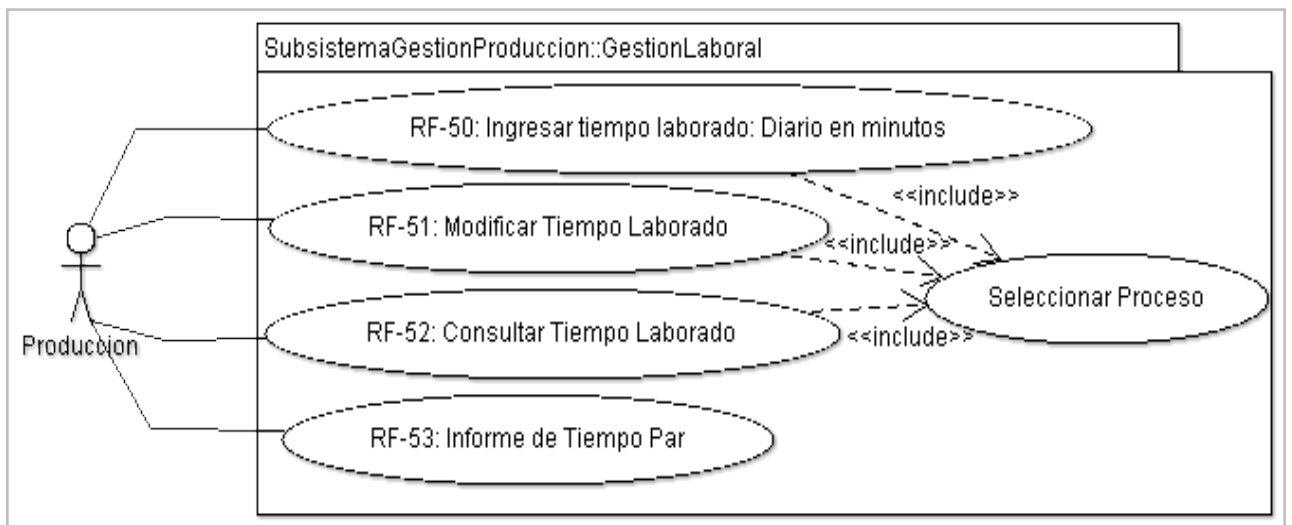 SubsistemaGestionProduccion::GestionLaboral
RF-50: Ingresar tiempo laborado: Diario en minutos
<<include>>
RF-51: Modificar Tiempo Laborado
<<include>>
Seleccionar Proceso
RF-52: Consultar Tiempo Laborado
<<include>>
Produccion
RF-53: Informe de Tiempo Par